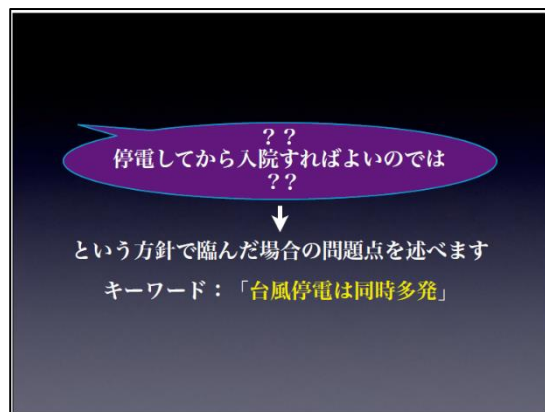 ？？
停電してから入院すればよいのでは
？？
という方針で臨んだ場合の問題点を述べます
キーワード：「台風停電は同時多発」